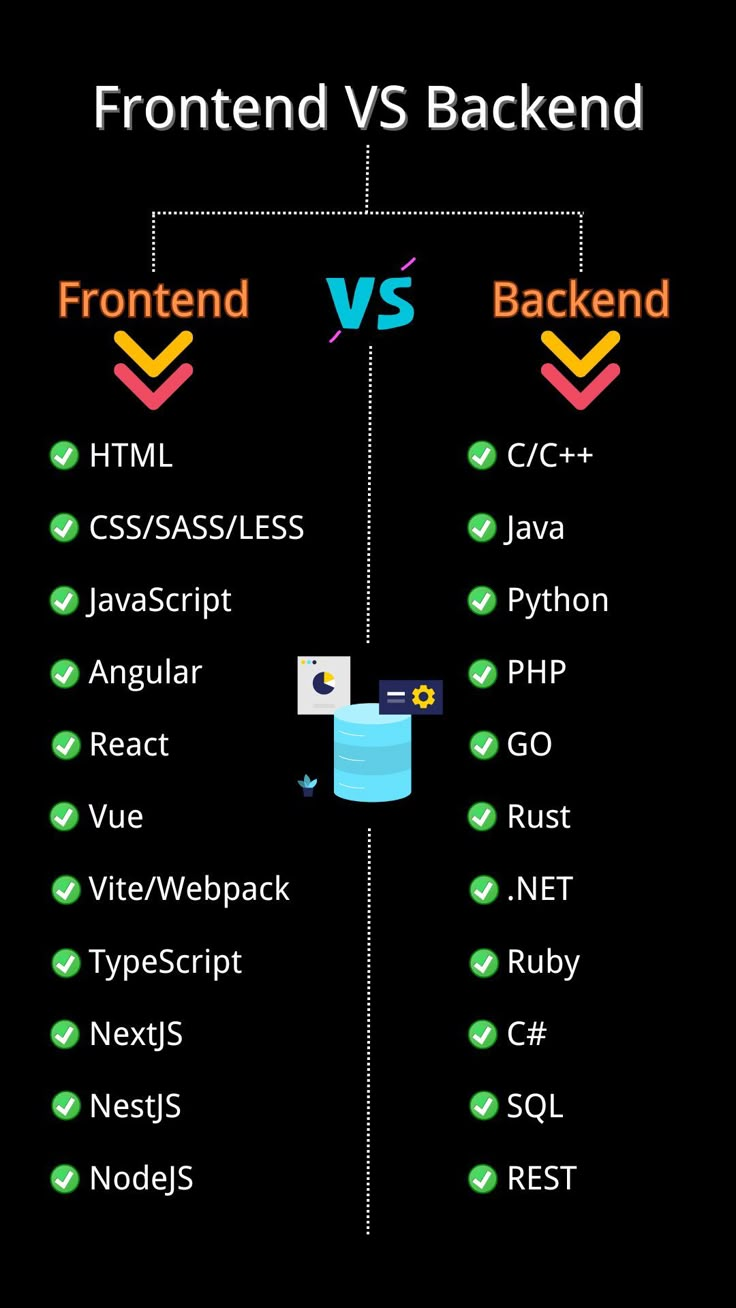 Frontend VS Backend
Frontend
VS
Backend
HTML
CSS/SASS/LESS
JavaScript
Angular
React
Vue
Vite/Webpack
TypeScript
NextJS
NestJS
NodeJS
C/C++
Java
Python
PHP
GO
Rust
.NET
Ruby
C#
SQL
REST